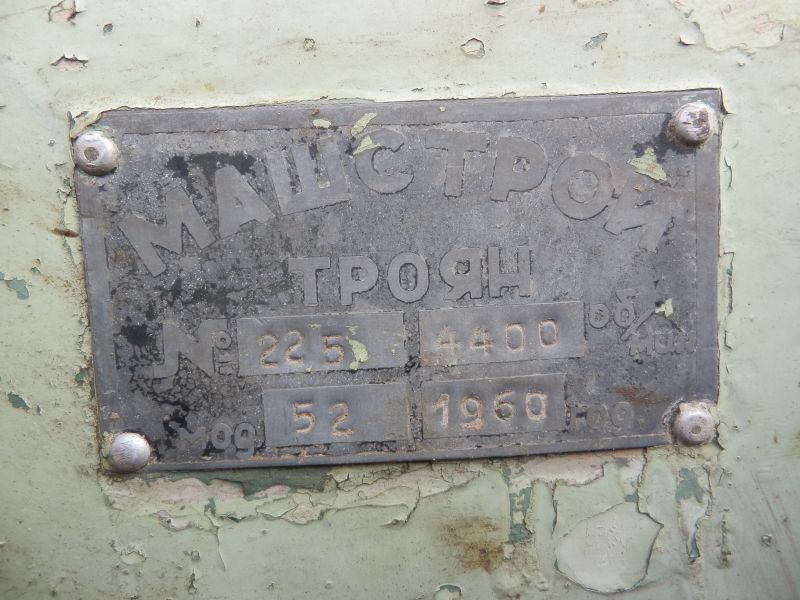 МАШСТРОЙ
ТРОЯН
№ 225 4400 об/мин
мод 52 1960 год.